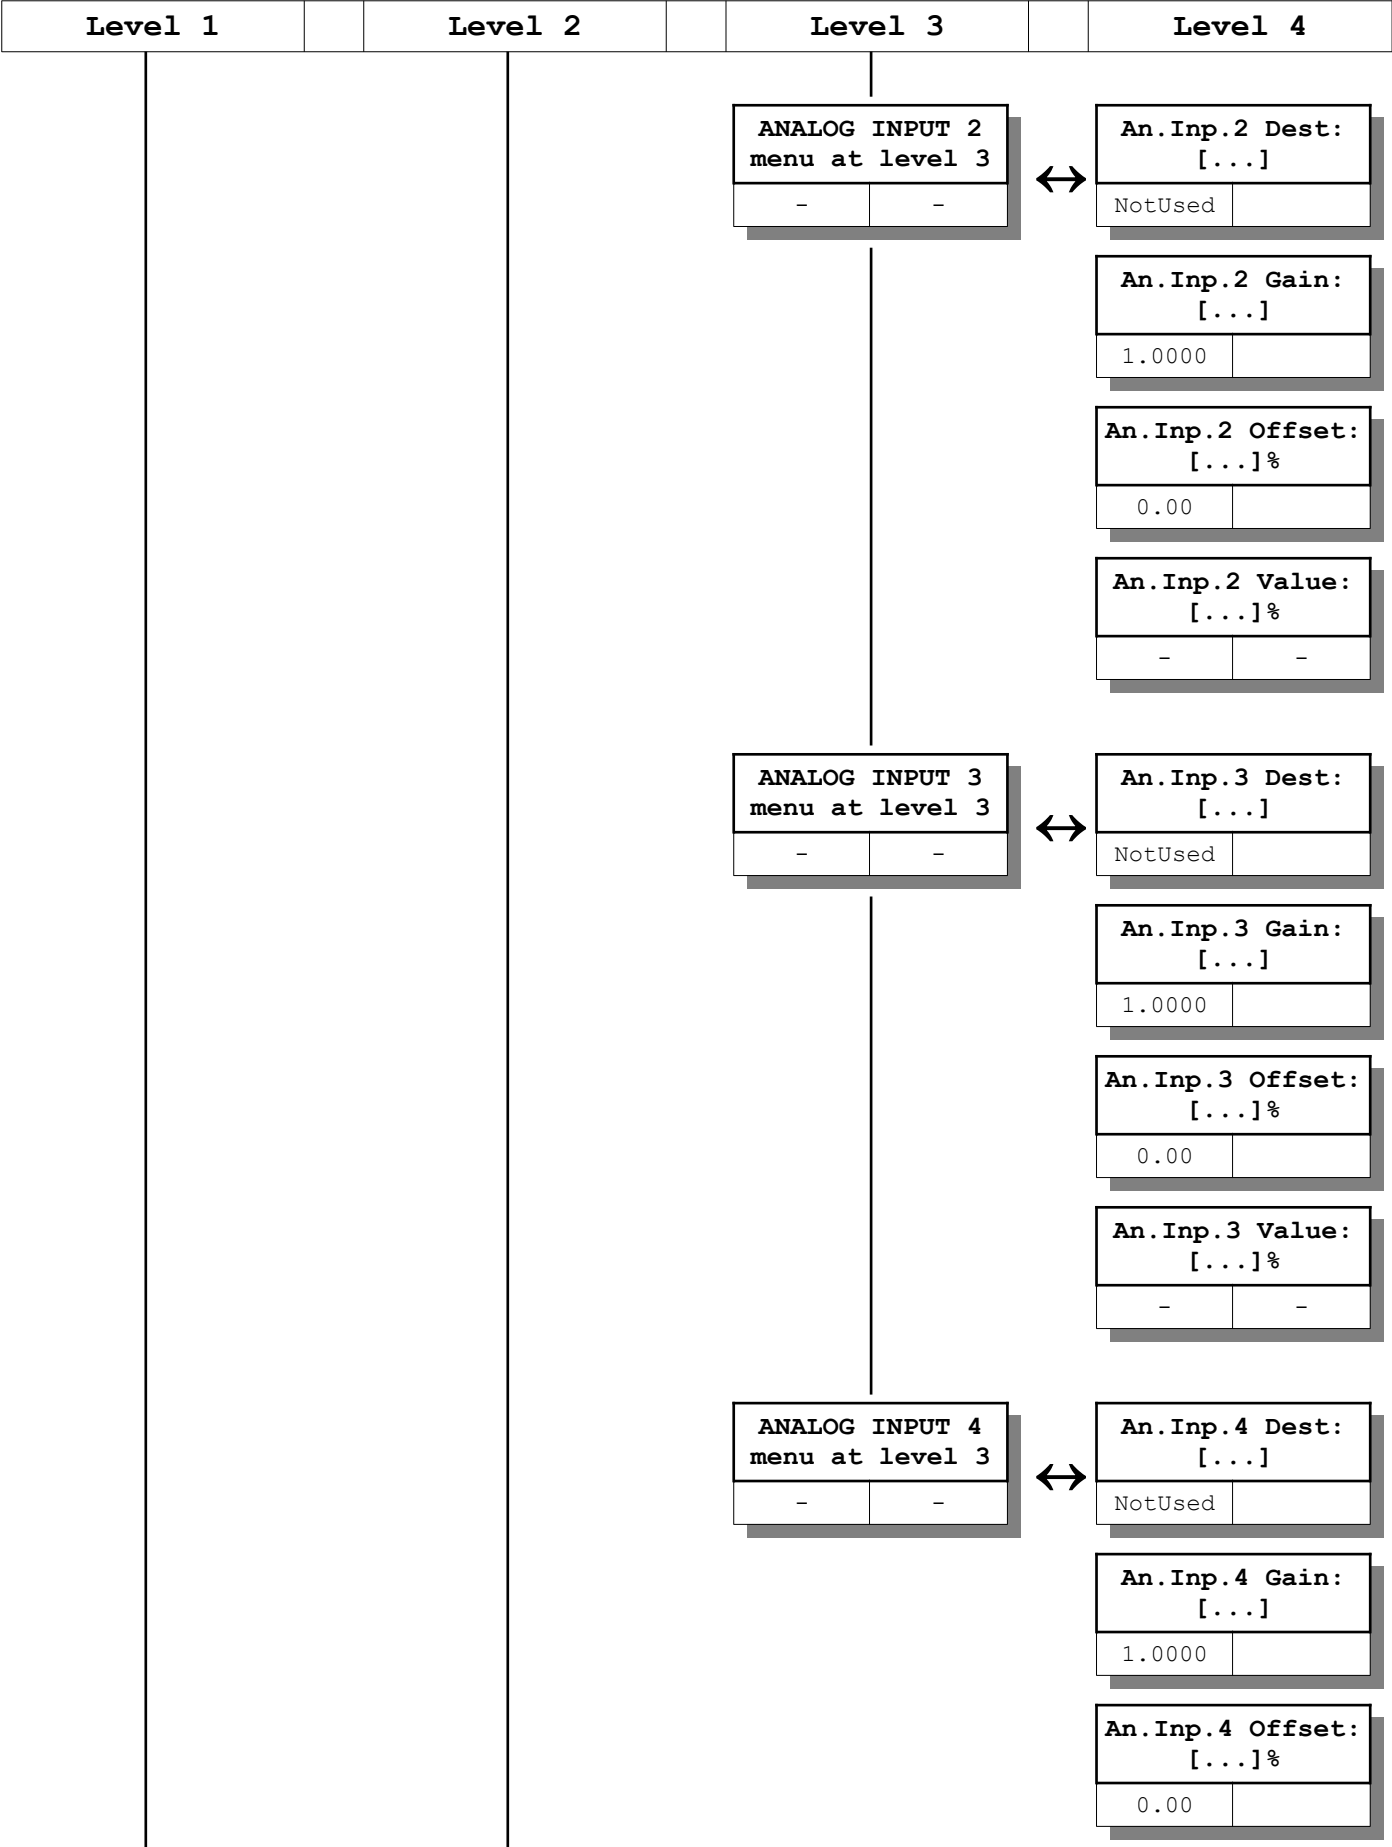 Level 1 Level 2 Level 3 Level 4
ANALOG INPUT 2
menu at level 3
- -
An.Inp.2 Dest:
[...]
NotUsed
An.Inp.2 Gain:
[...]
1.0000
An.Inp.2 Offset:
[...]%
0.00
An.Inp.2 Value:
[...]%
- -
ANALOG INPUT 3
menu at level 3
- -
An.Inp.3 Dest:
[...]
NotUsed
An.Inp.3 Gain:
[...]
1.0000
An.Inp.3 Offset:
[...]%
0.00
An.Inp.3 Value:
[...]%
- -
ANALOG INPUT 4
menu at level 3
- -
An.Inp.4 Dest:
[...]
NotUsed
An.Inp.4 Gain:
[...]
1.0000
An.Inp.4 Offset:
[...]%
0.00